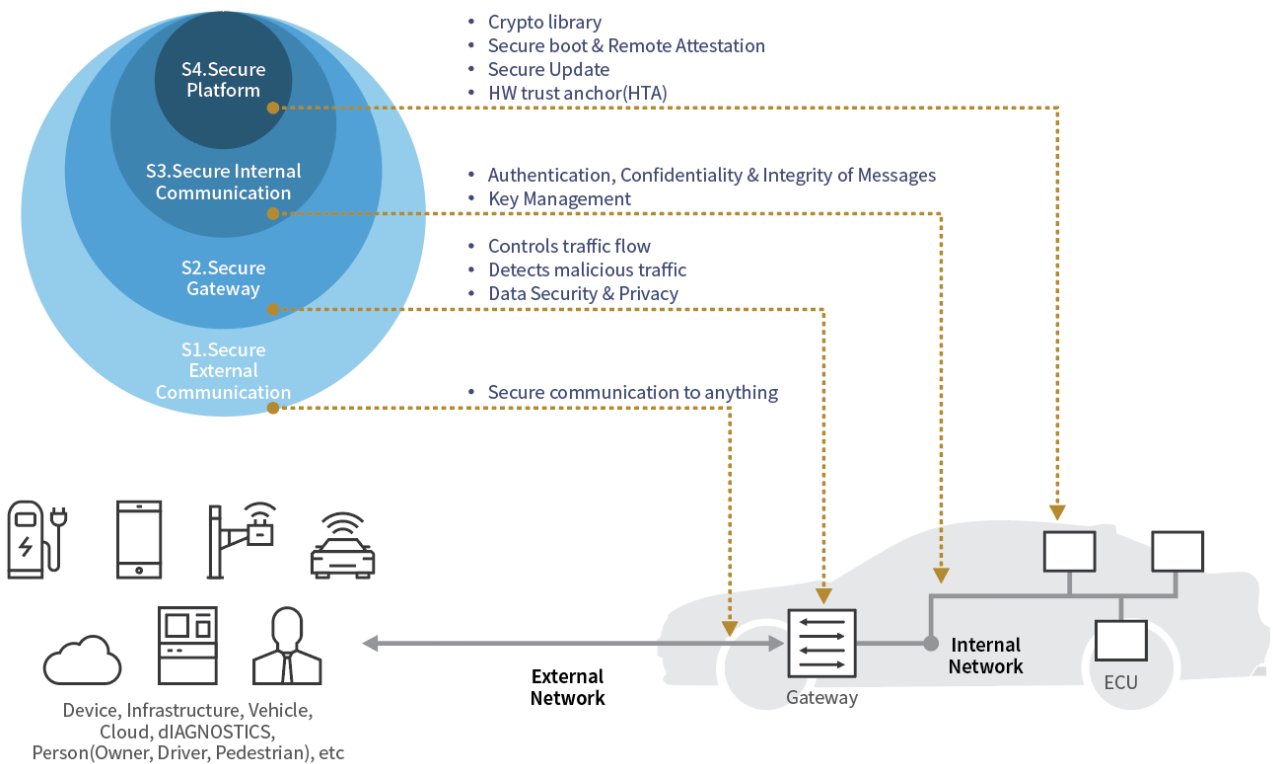 S4.Secure
Platform
• Crypto library
• Secure boot & Remote Attestation
• Secure Update
• HW trust anchor(HTA)
S3.Secure Internal
Communication
• Authentication, Confidentiality & Integrity of Messages
• Key Management
S2.Secure
Gateway
• Controls traffic flow
• Detects malicious traffic
• Data Security & Privacy
S1.Secure
External
Communication
• Secure communication to anything
Device, Infrastructure, Vehicle,
Cloud, dIAGNOSTICS,
Person(Owner, Driver, Pedestrian), etc
External
Network
Gateway
Internal
Network
ECU